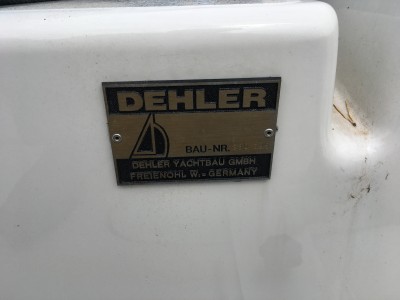 DEHLER
BAU-NR.
DEHLER YACHTBAU GMBH
FREIENOHL W.-GERMANY